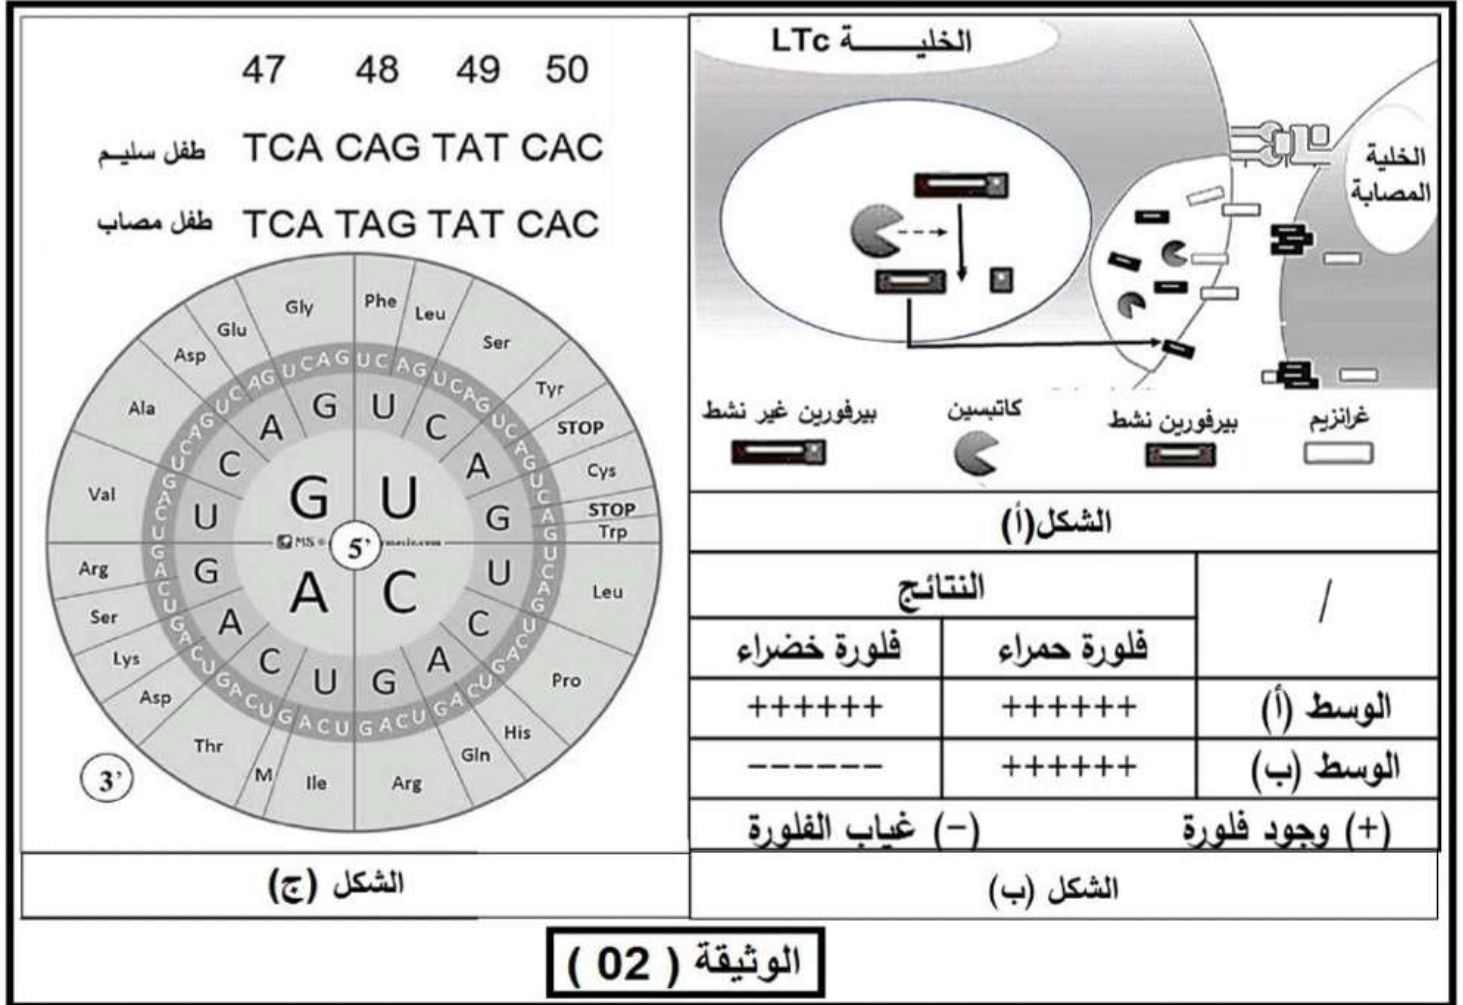 47 48 49 50
طفل سليم TCA CAG TAT CAC
طفل مصاب TCA TAG TAT CAC
Gly Phe Leu Ser Tyr STOP Cys STOP Trp
Leu Pro His Gln Arg
Ile M Thr Asp Lys Ser Arg
Val Ala Asp Glu
G U
A C
U C A G
U C A G
U C A G
U C A G
5’
3’
الشكل (ج)
الخلية LTc
الخلية
المصابة
بيرفورين غير نشط كاتبسين بيرفورين نشط غرانزيم
الشكل(أ)
/ النتائج
فلورة حمراء فلورة خضراء
الوسط (أ) ++++++ ++++++
الوسط (ب) ++++++ ------
(+) وجود فلورة (-) غياب الفلورة
الشكل (ب)
الوثيقة ( 02 )